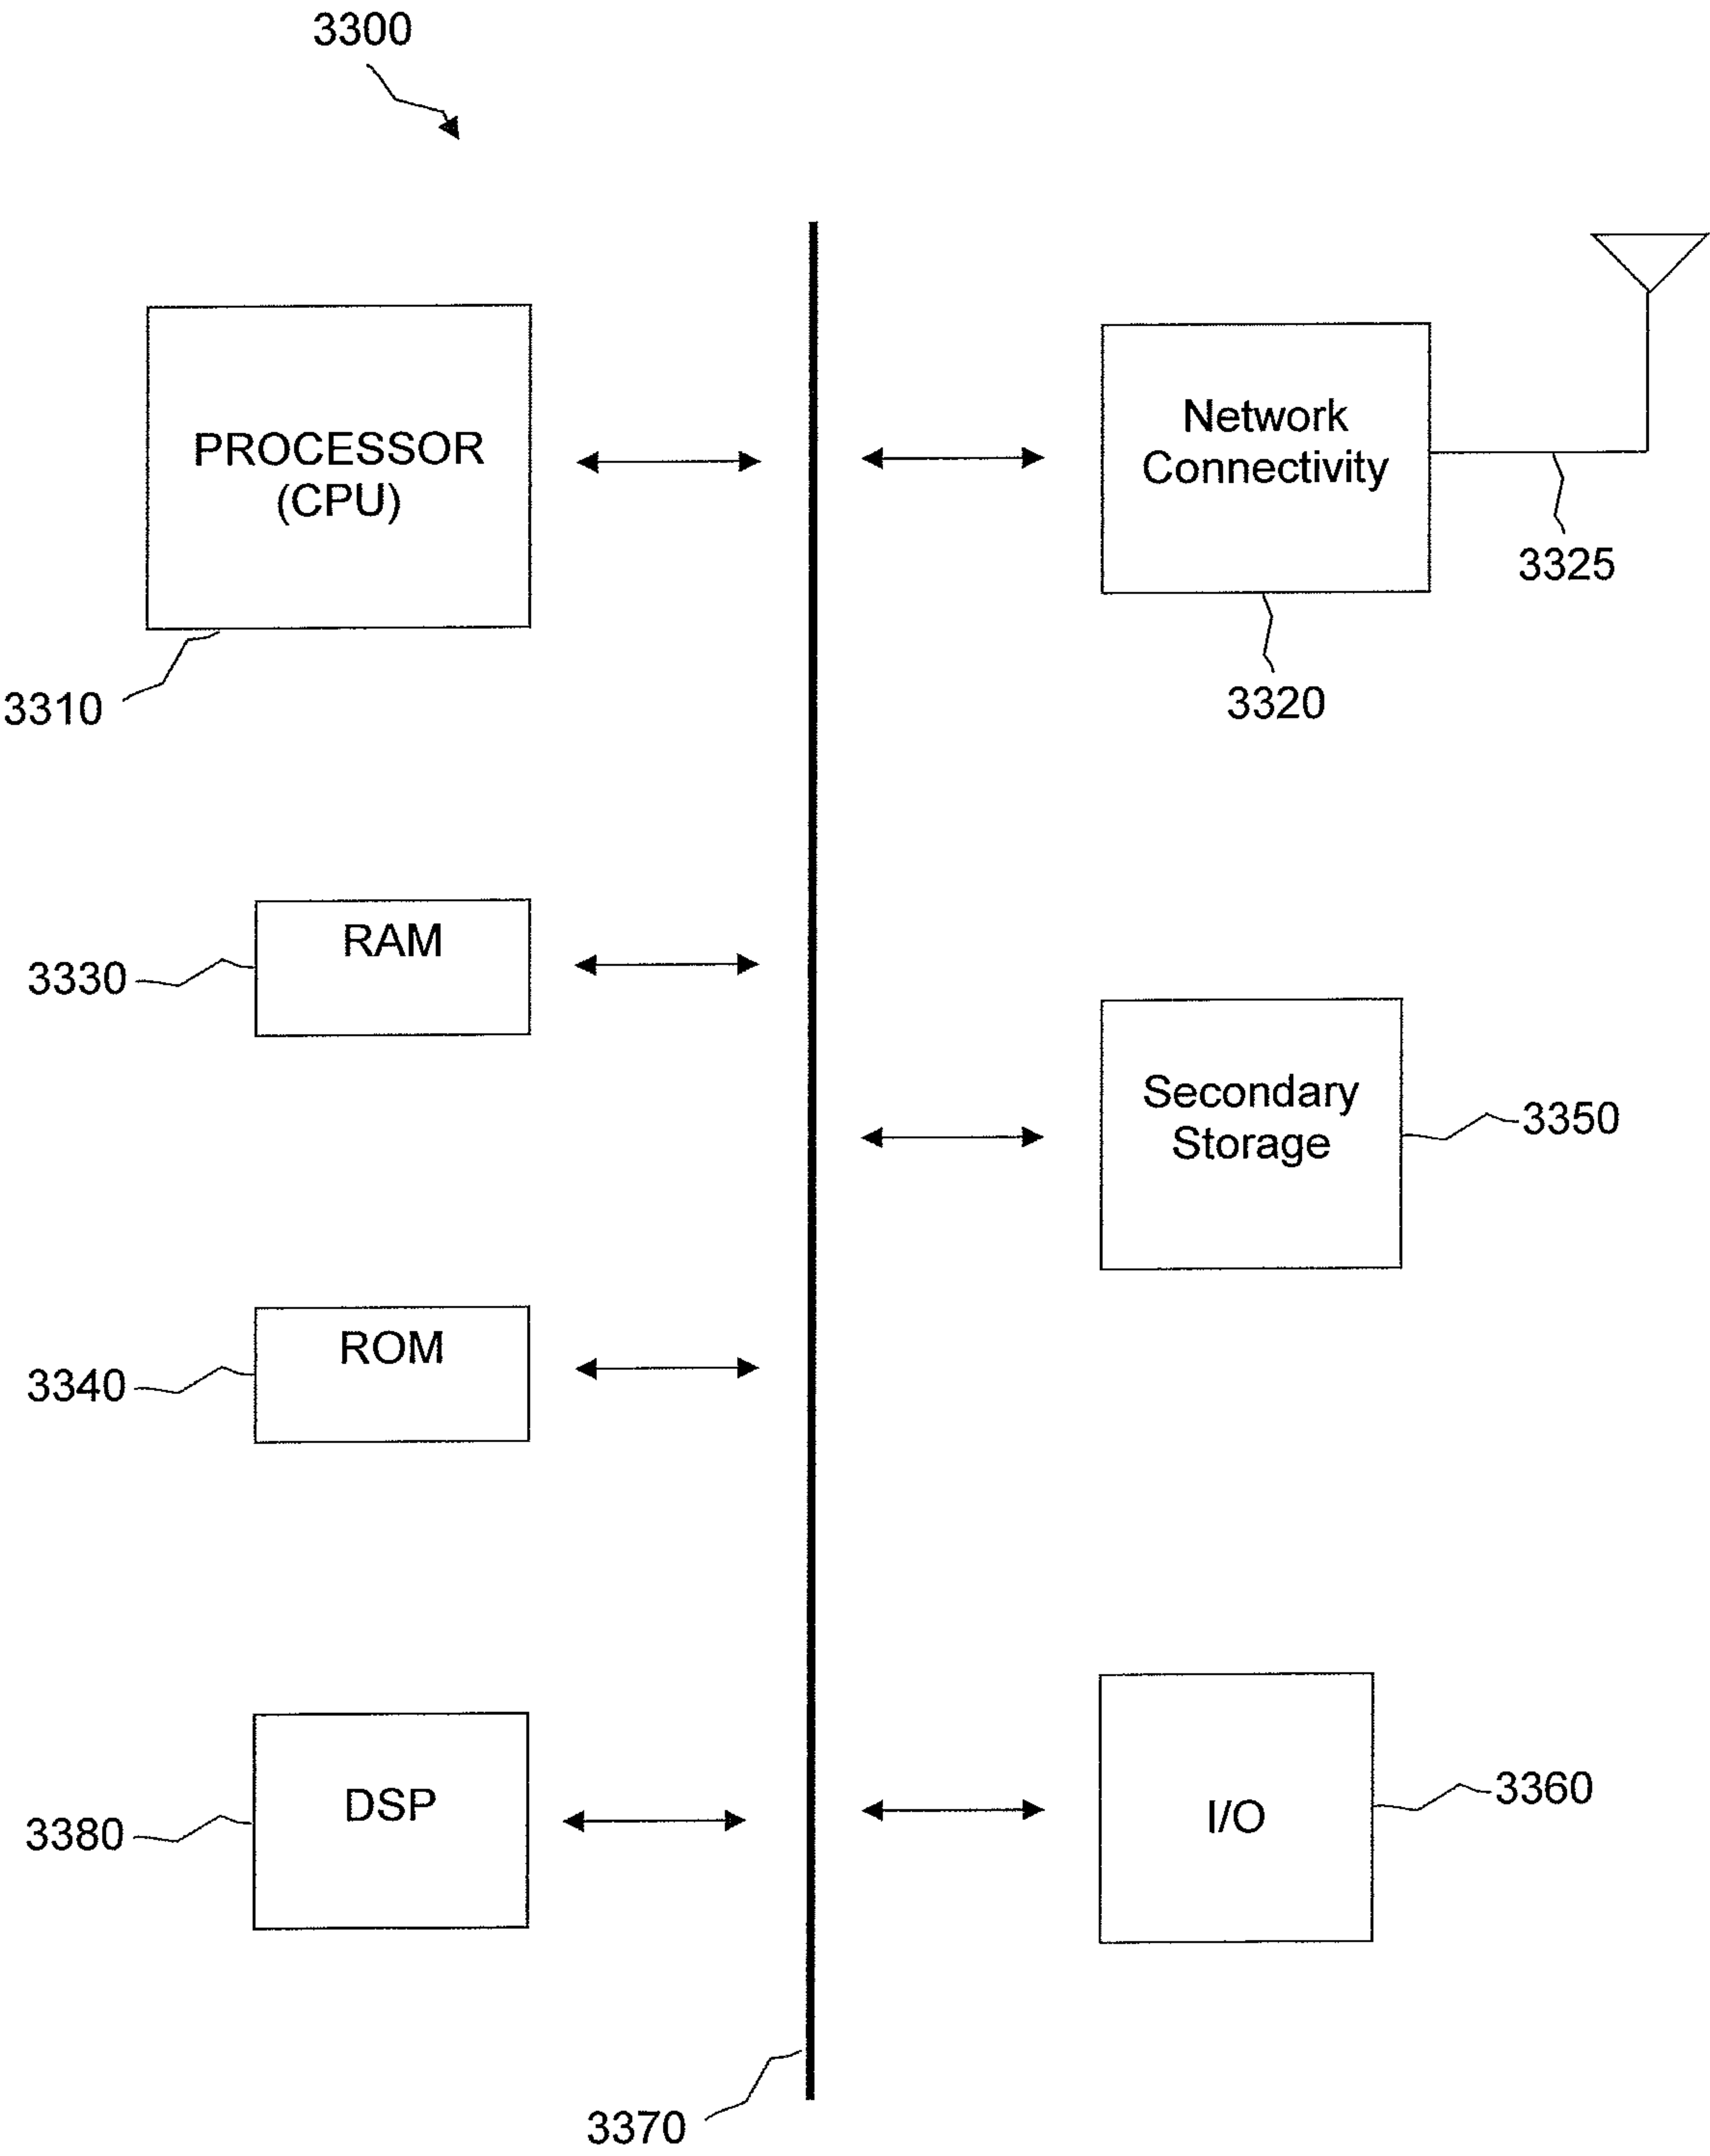 3300
PROCESSOR
(CPU)
3310
Network
Connectivity
3325
3320
RAM
3330
Secondary
Storage
3350
ROM
3340
DSP
3380
I/O
3360
3370